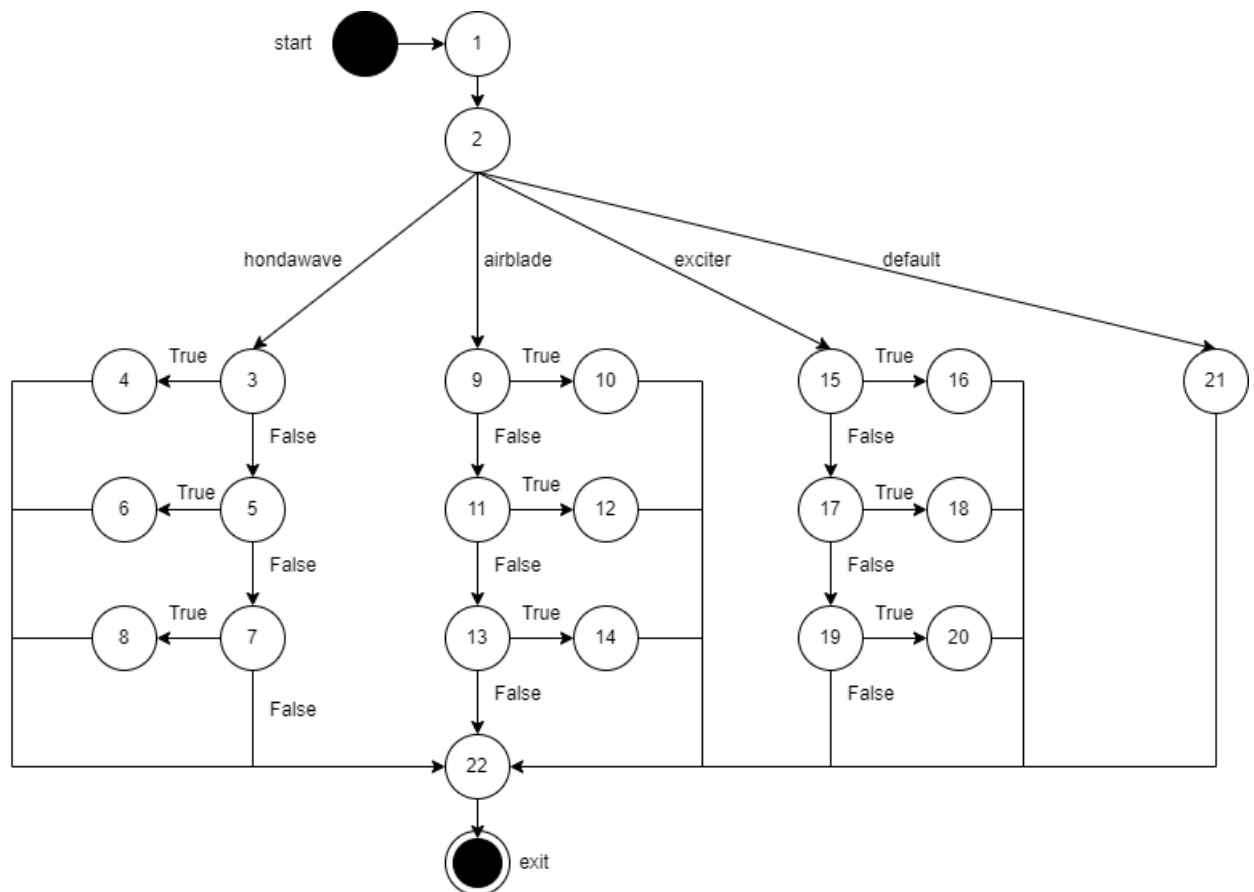 start
1
2
hondawave
airblade
exciter
default
4
True
3
9
True
10
15
True
16
21
False
False
False
6
True
5
11
True
12
17
True
18
False
False
False
8
True
7
13
True
14
19
True
20
False
False
False
22
exit